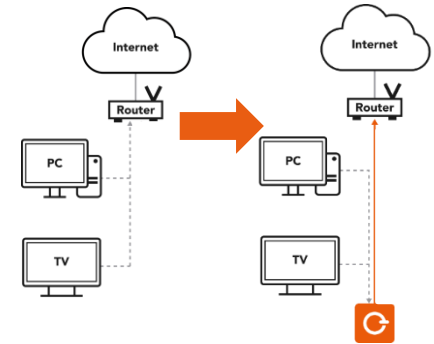 Internet
Router
PC
TV
Internet
Router
PC
TV